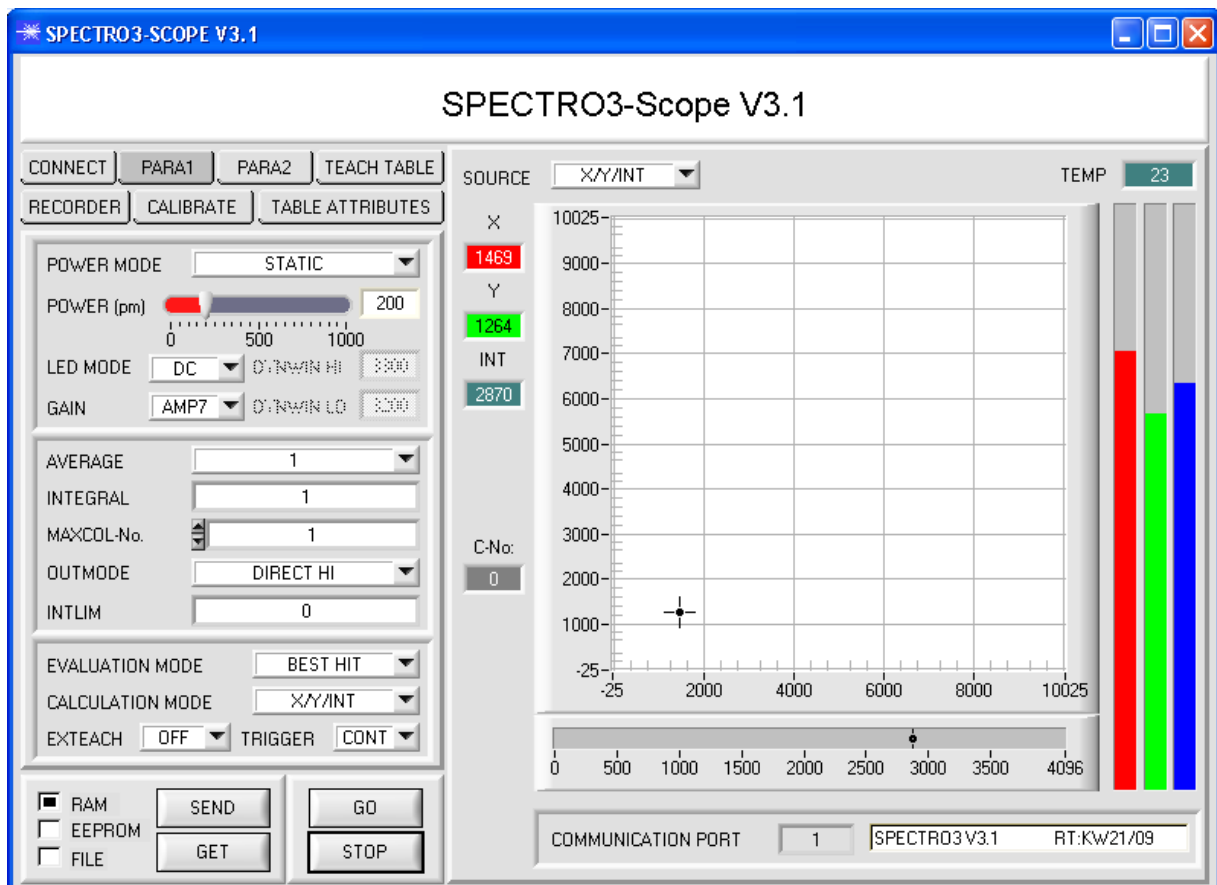 SPECTRO3-SCOPE V3.1
SPECTRO3-Scope V3.1
CONNECT PARA1 PARA2 TEACH TABLE
RECORDER CALIBRATE TABLE ATTRIBUTES
POWER MODE STATIC
POWER (pm) 200
0 500 1000
LED MODE DC DYNWIN HI 3300
GAIN AMP7 DYNWIN LO 3200
AVERAGE 1
INTEGRAL 1
MAXCOL-No. 1
OUTMODE DIRECT HI
INTLIM 0
EVALUATION MODE BEST HIT
CALCULATION MODE X/Y/INT
EXTEACH OFF TRIGGER CONT
RAM
EEPROM
FILE
SEND
GET
GO
STOP
SOURCE X/Y/INT
TEMP 23
X
1469
Y
1264
INT
2870
C-No:
0
10025
9000
8000
7000
6000
5000
4000
3000
2000
1000
-25
-25 2000 4000 6000 8000 10025
0 500 1000 1500 2000 2500 3000 3500 4096
COMMUNICATION PORT 1 SPECTRO3 V3.1 RT:KW21/09